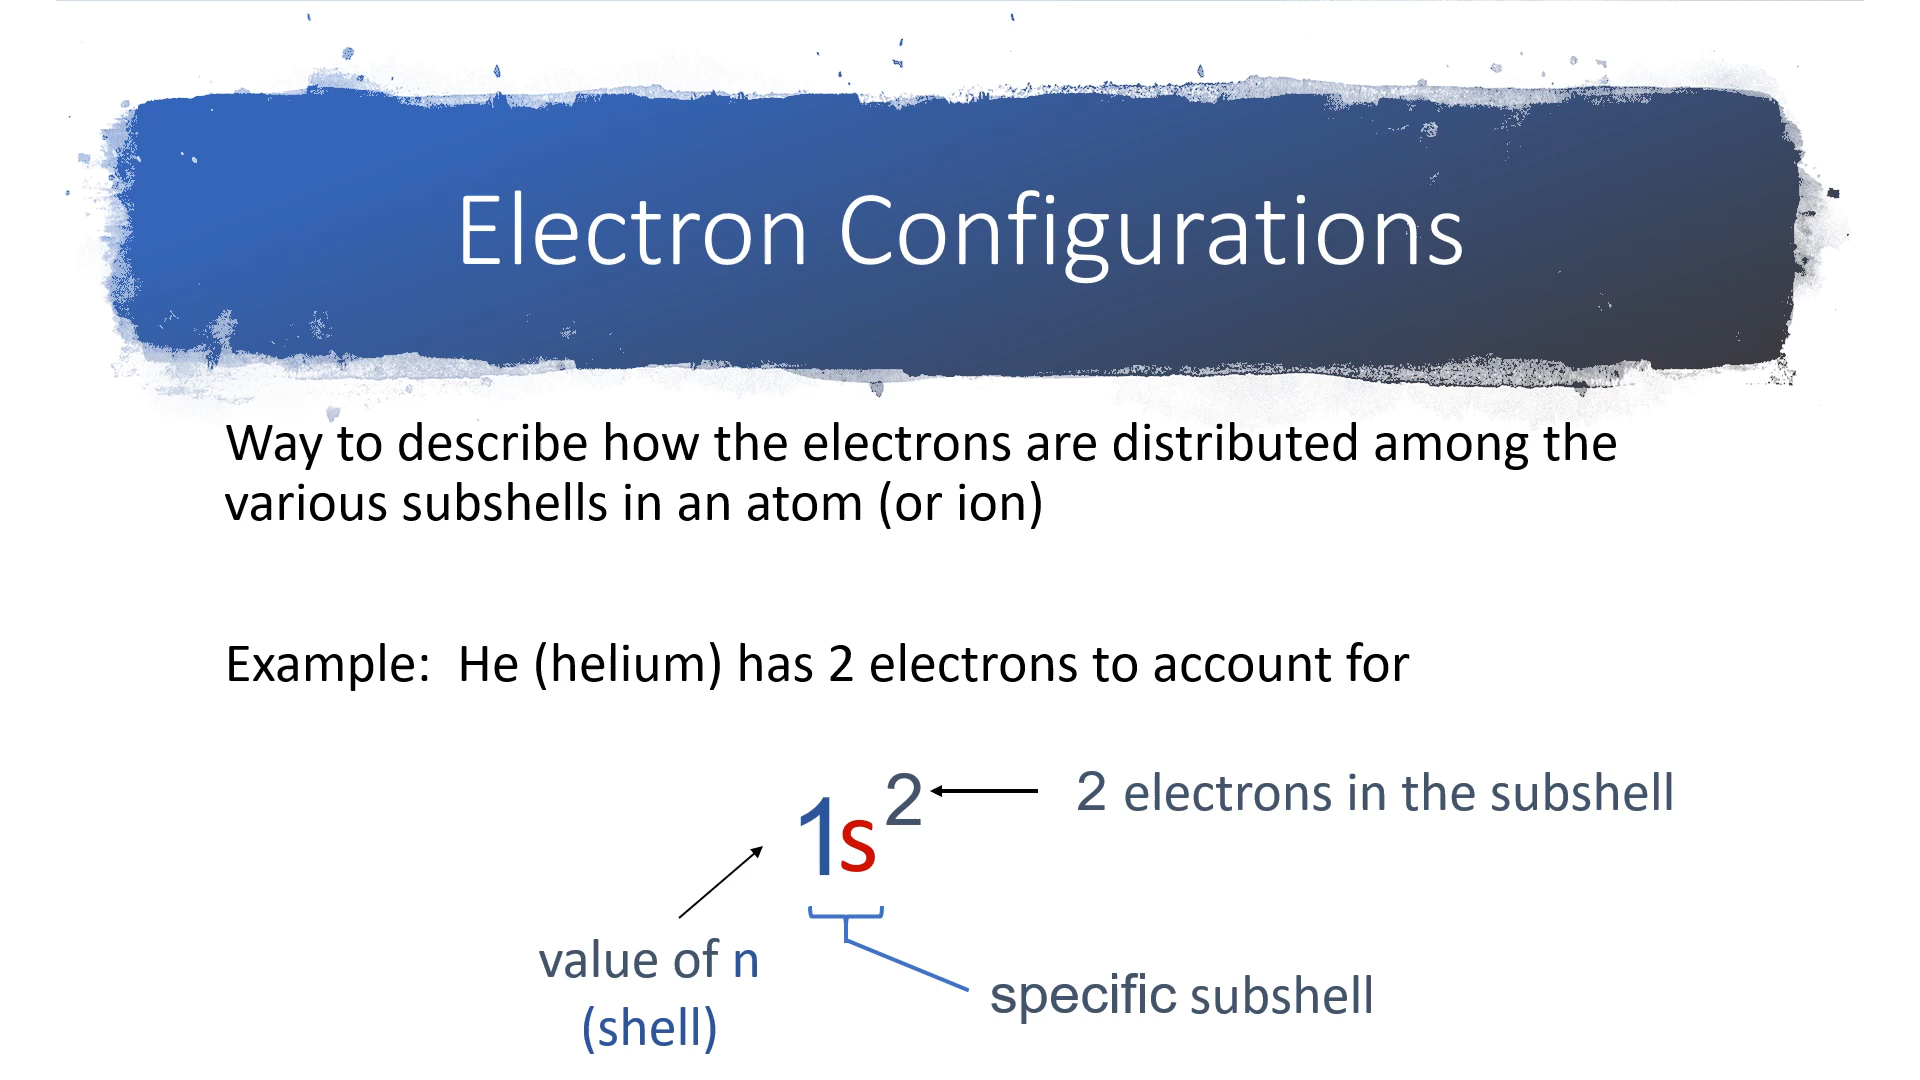 Electron Configurations
Way to describe how the electrons are distributed among the
various subshells in an atom (or ion)
Example:  He (helium) has 2 electrons to account for
1s² 2 electrons in the subshell
value of n
(shell)
specific subshell